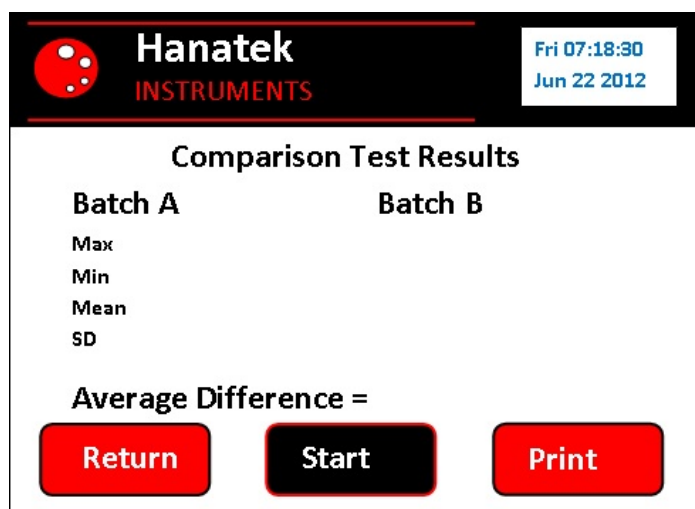 Hanatek
INSTRUMENTS
Fri 07:18:30
Jun 22 2012
Comparison Test Results
Batch A Batch B
Max
Min
Mean
SD
Average Difference =
Return Start Print